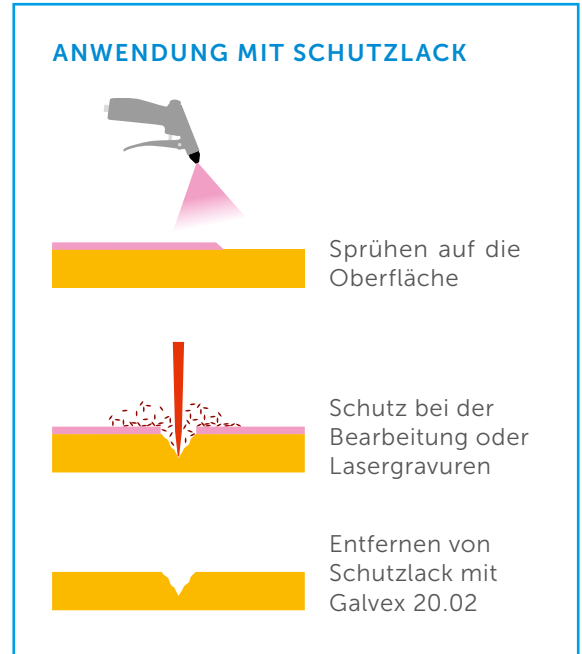 ANWENDUNG MIT SCHUTZLACK
Sprühen auf die
Oberfläche
Schutz bei der
Bearbeitung oder
Lasergravuren
Entfernen von
Schutzlack mit
Galvex 20.02